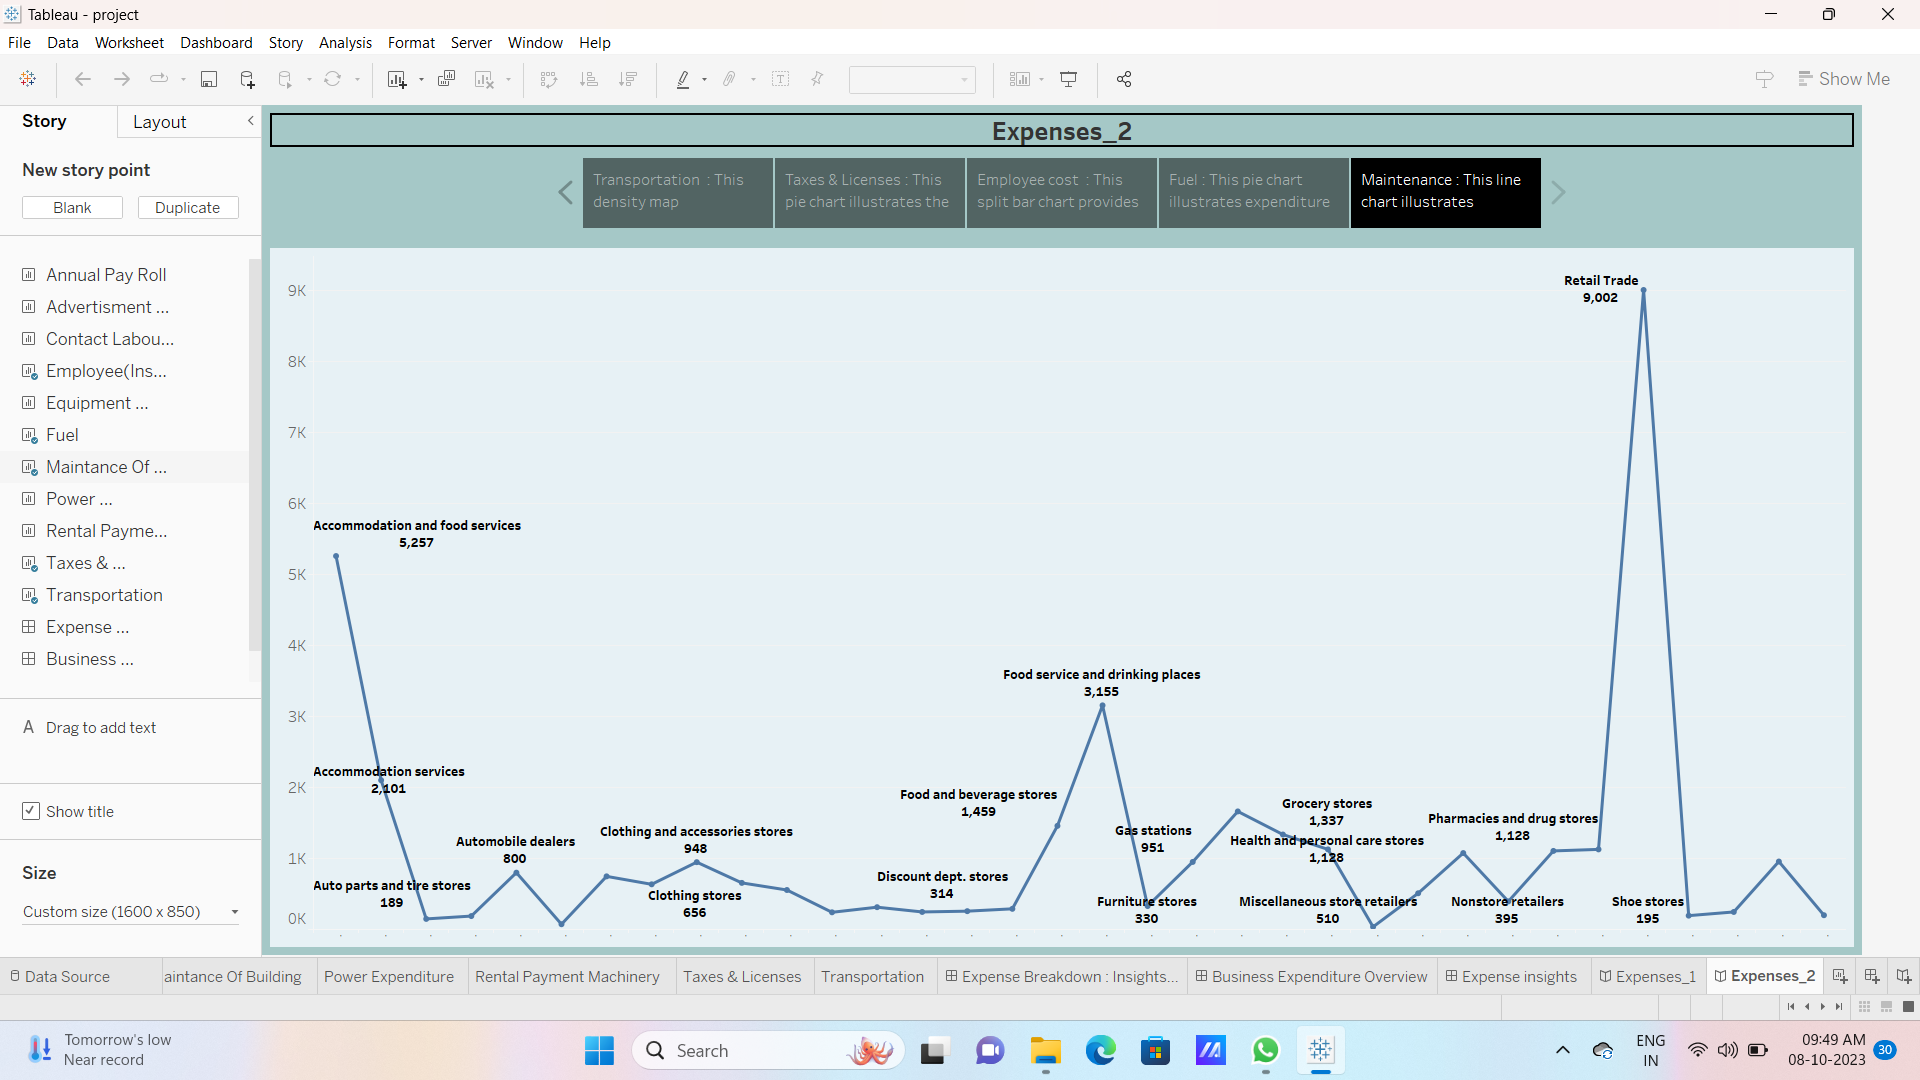 Tableau - project
File Data Worksheet Dashboard Story Analysis Format Server Window Help
Show Me
Story
Layout
New story point
Blank
Duplicate
Annual Pay Roll
Advertisment ...
Contact Labou...
Employee(Ins...
Equipment ...
Fuel
Maintance Of ...
Power ...
Rental Payme...
Taxes & ...
Transportation
Expense ...
Business ...
A Drag to add text
Show title
Size
Custom size (1600 x 850)
Expenses_2
Transportation : This
density map
Taxes & Licenses : This
pie chart illustrates the
Employee cost : This
split bar chart provides
Fuel : This pie chart
illustrates expenditure
Maintenance : This line
chart illustrates
9K
8K
7K
6K
5K
4K
3K
2K
1K
0K
Retail Trade
9,002
Accommodation and food services
5,257
Food service and drinking places
3,155
Accommodation services
2,101
Food and beverage stores
1,459
Grocery stores
1,337
Pharmacies and drug stores
1,128
Clothing and accessories stores
948
Gas stations
951
Automobile dealers
800
Health and personal care stores
1,128
Discount dept. stores
314
Auto parts and tire stores
189
Clothing stores
656
Furniture stores
330
Miscellaneous store retailers
510
Nonstore retailers
395
Shoe stores
195
Data Source
aintance Of Building
Power Expenditure
Rental Payment Machinery
Taxes & Licenses
Transportation
Expense Breakdown : Insights...
Business Expenditure Overview
Expense insights
Expenses_1
Expenses_2
Tomorrow's low
Near record
Search
ENG
IN
09:49 AM
08-10-2023
30